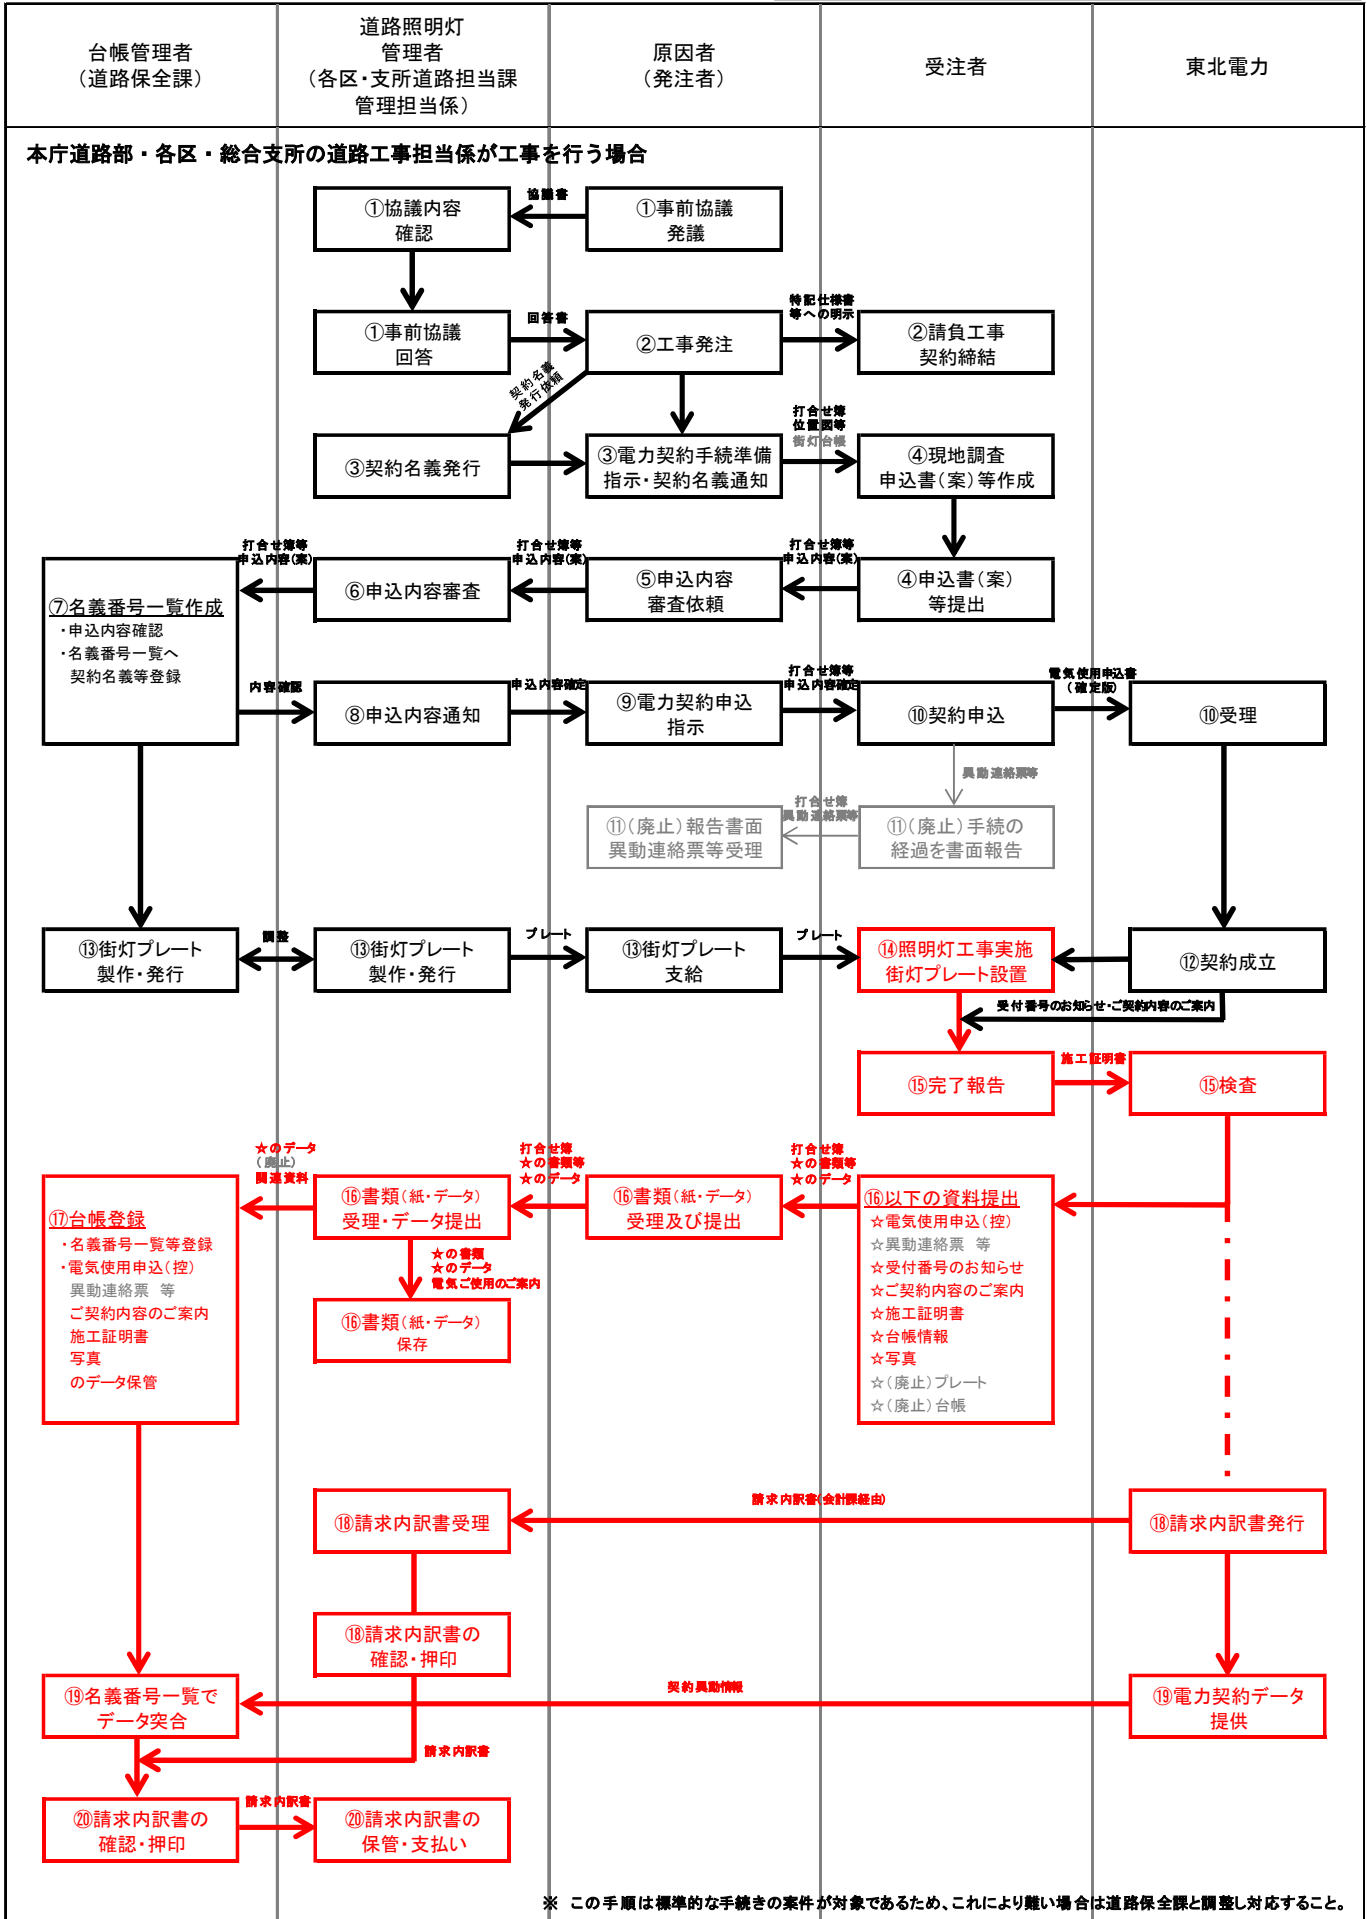 台帳管理者
（道路保全課）
道路照明灯
管理者
（各区・支所道路担当課
管理担当係）
原因者
（発注者）
受注者
東北電力
本庁道路部・各区・総合支所の道路工事担当係が工事を行う場合
①協議内容
確認
協議書
①事前協議
発議
①事前協議
回答
回答書
②工事発注
特記仕様書
等への明示
②請負工事
契約締結
契約名義
発行依頼
③契約名義発行
③電力契約手続準備
指示・契約名義通知
打合せ簿
位置図等
街灯台帳
④現地調査
申込書（案）等作成
⑦名義番号一覧作成
・申込内容確認
・名義番号一覧へ
契約名義等登録
打合せ簿等
申込内容（案）
⑥申込内容審査
打合せ簿等
申込内容（案）
⑤申込内容
審査依頼
打合せ簿等
申込内容（案）
④申込書（案）
等提出
内容確認
⑧申込内容通知
申込内容確定
⑨電力契約申込
指示
打合せ簿等
申込内容確定
⑩契約申込
電気使用申込書
（確定版）
⑩受理
異動連絡票等
⑪（廃止）報告書面
異動連絡票等受理
打合せ簿
異動連絡票等
⑪（廃止）手続の
経過を書面報告
⑬街灯プレート
製作・発行
調整
⑬街灯プレート
製作・発行
プレート
⑬街灯プレート
支給
プレート
⑭照明灯工事実施
街灯プレート設置
⑫契約成立
受付番号のお知らせ・ご契約内容のご案内
⑮完了報告
施工証明書
⑮検査
⑰台帳登録
・名義番号一覧等登録
・電気使用申込（控）
異動連絡票　等
ご契約内容のご案内
施工証明書
写真
のデータ保管
☆のデータ
（廃止）
関連資料
⑯書類（紙・データ）
受理・データ提出
打合せ簿
☆の書類等
☆のデータ
⑯書類（紙・データ）
受理及び提出
打合せ簿
☆の書類等
☆のデータ
⑯以下の資料提出
☆電気使用申込（控）
☆異動連絡票　等
☆受付番号のお知らせ
☆ご契約内容のご案内
☆施工証明書
☆台帳情報
☆写真
☆（廃止）プレート
☆（廃止）台帳
☆の書類
☆のデータ
電気ご使用のご案内
⑯書類（紙・データ）
保存
⑱請求内訳書受理
請求内訳書（会計課経由）
⑱請求内訳書発行
⑱請求内訳書の
確認・押印
⑲名義番号一覧で
データ突合
契約異動情報
⑲電力契約データ
提供
請求内訳書
⑳請求内訳書の
確認・押印
請求内訳書
⑳請求内訳書の
保管・支払い
※　この手順は標準的な手続きの案件が対象であるため、これにより難い場合は道路保全課と調整し対応すること。